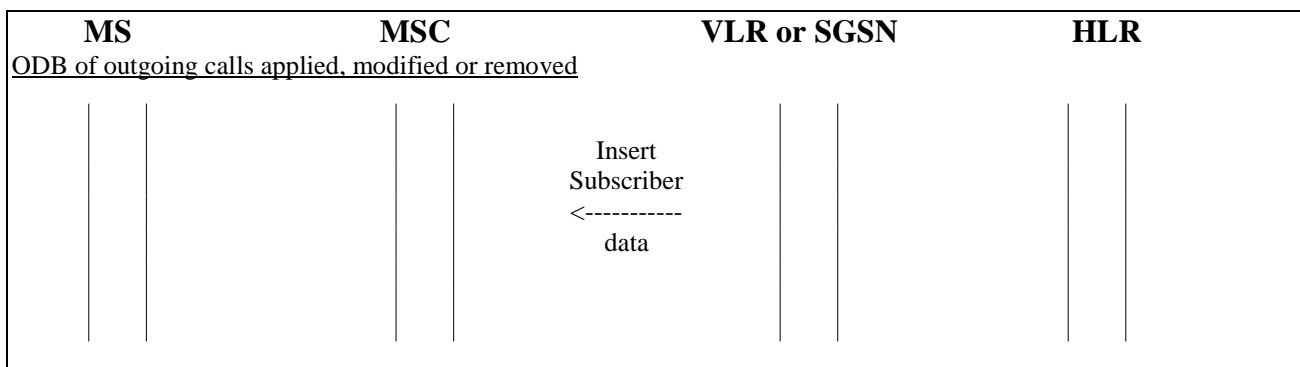 MS MSC VLR or SGSN HLR
ODB of outgoing calls applied, modified or removed
Insert
Subscriber
<-----------
data